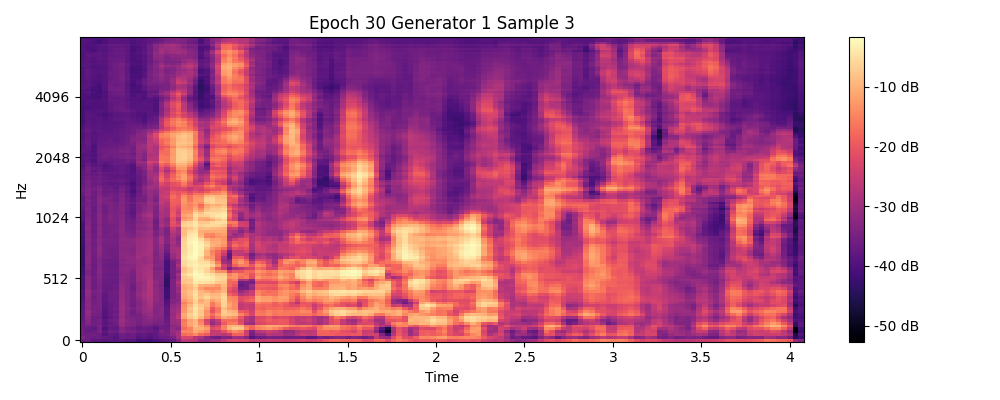 Epoch 30 Generator 1 Sample 3
Hz
4096
2048
1024
512
0
0 0.5 1 1.5 2 2.5 3 3.5 4
Time
-10 dB
-20 dB
-30 dB
-40 dB
-50 dB